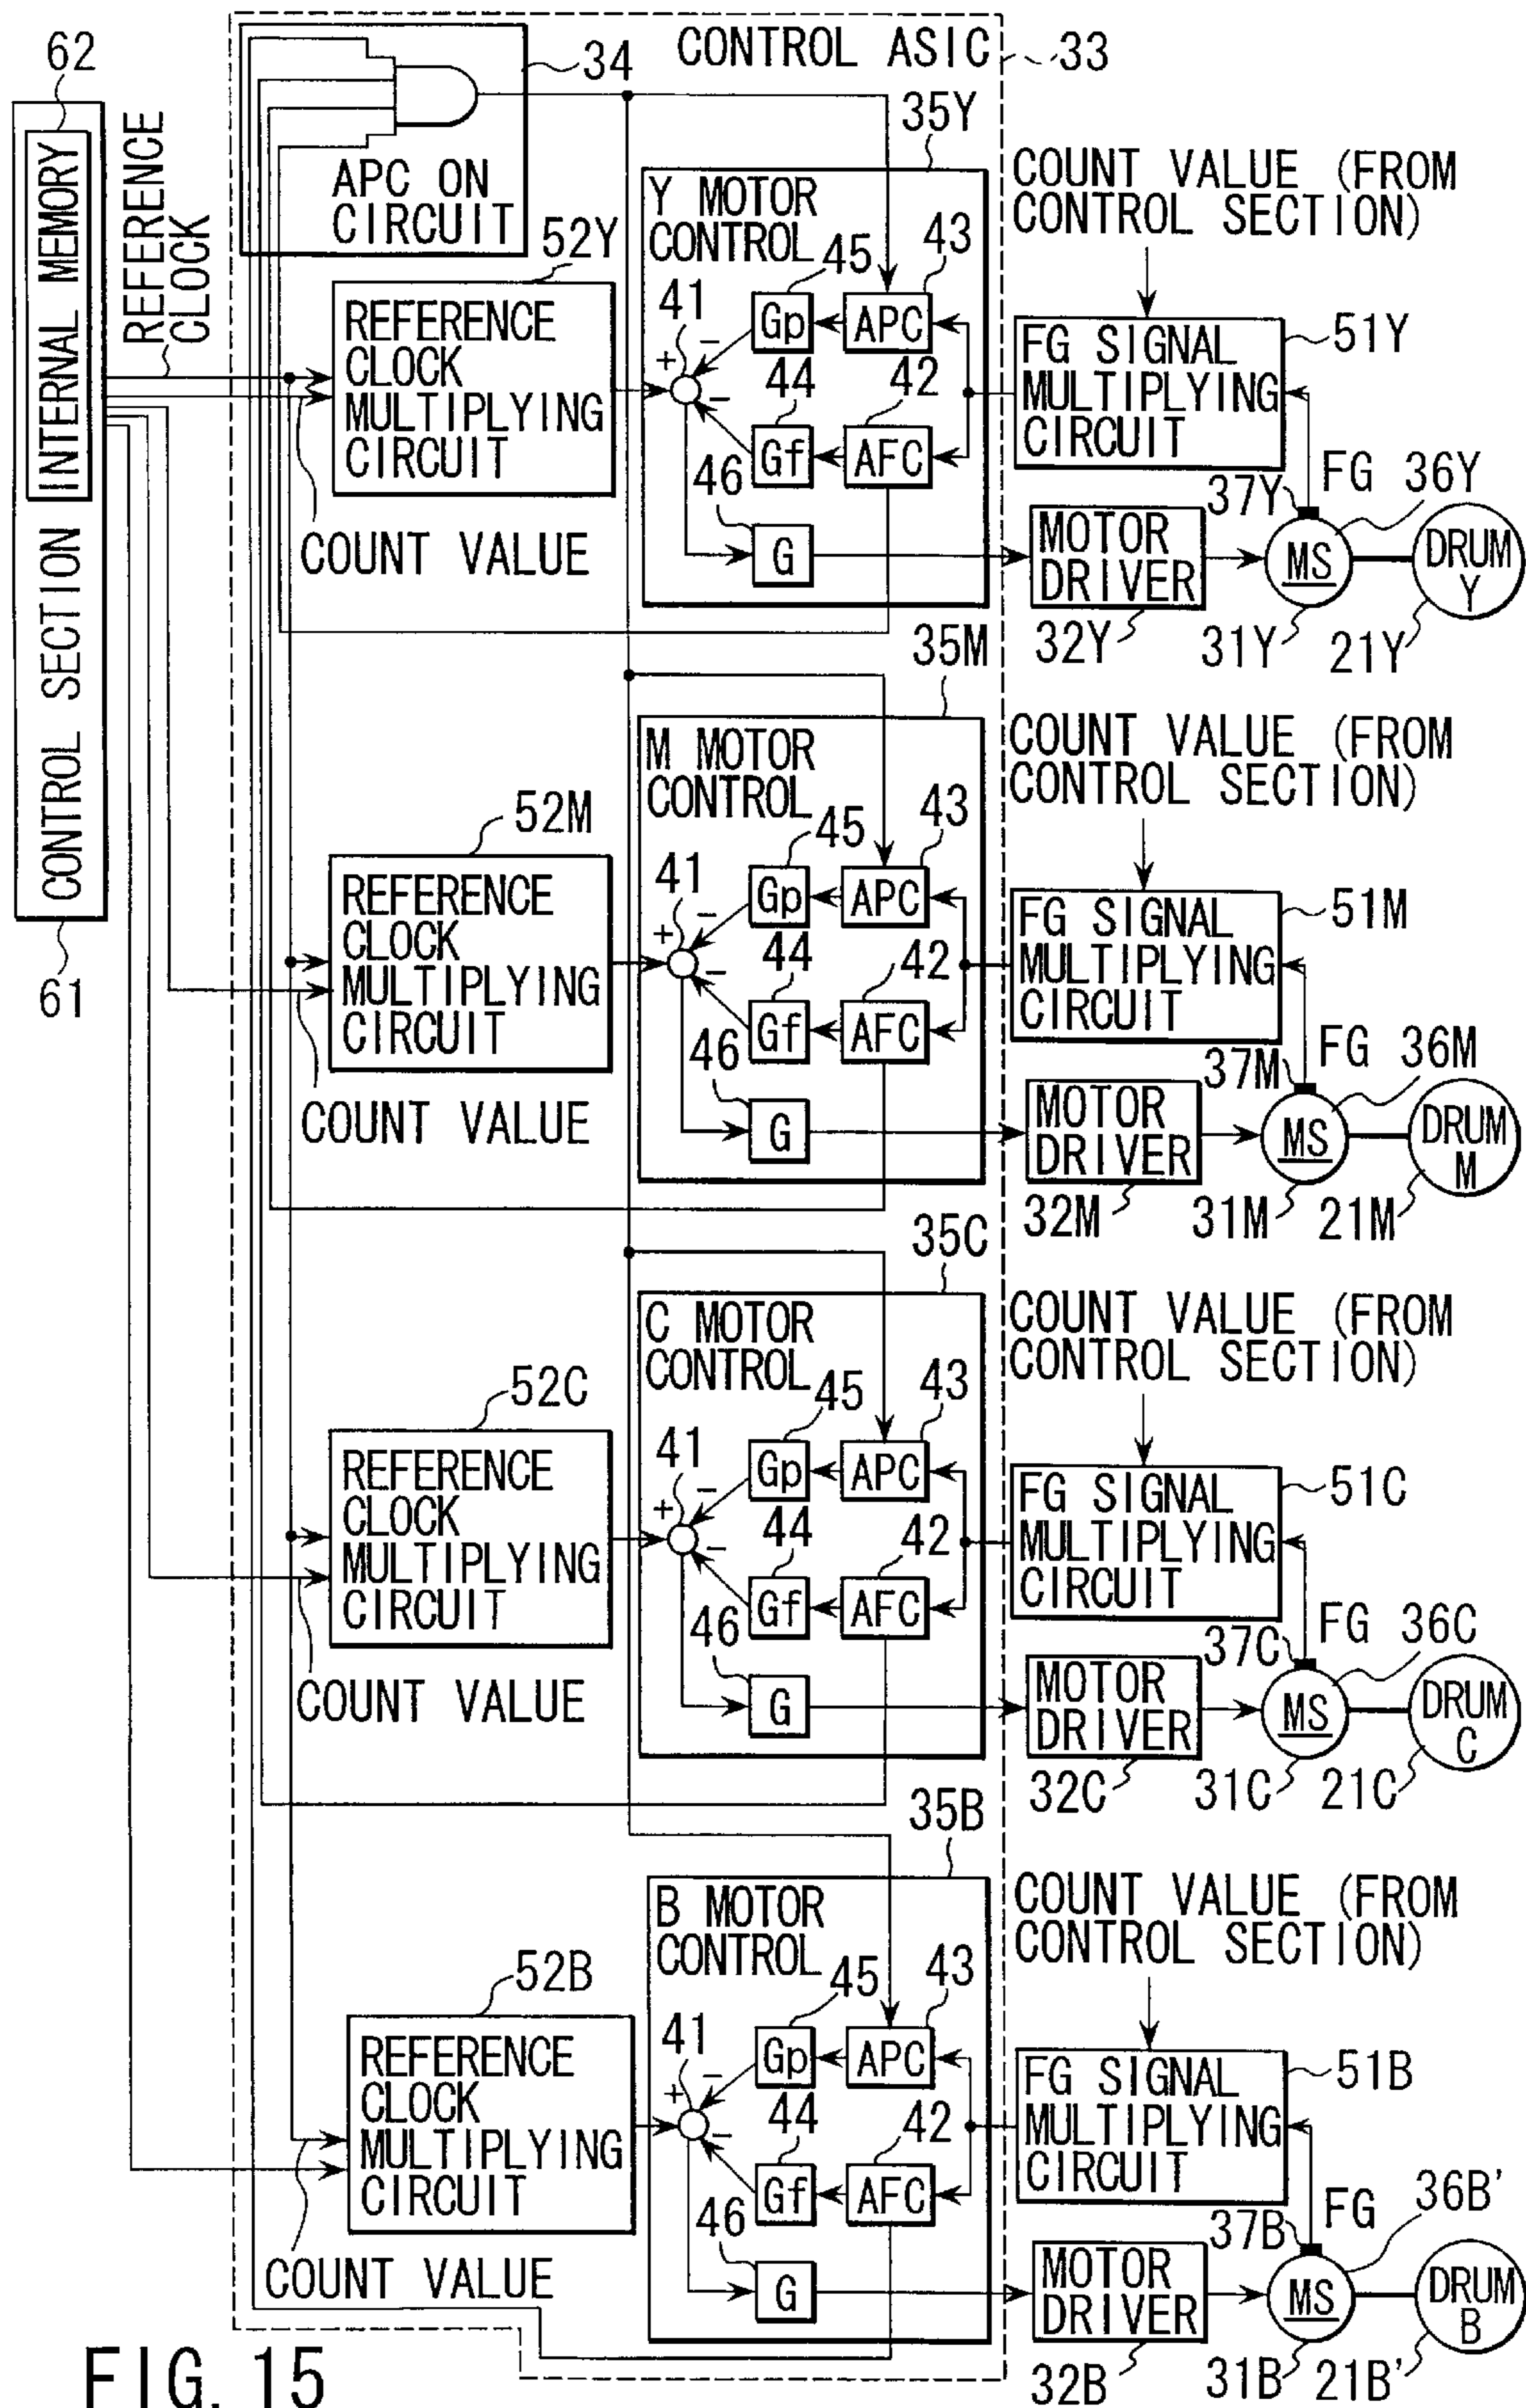 62
CONTROL ASIC
33
34
REFERENCE
CLOCK
INTERNAL MEMORY
CONTROL SECTION
61
APC ON
CIRCUIT
35Y
COUNT VALUE (FROM
CONTROL SECTION)
52Y
REFERENCE
CLOCK
MULTIPLYING
CIRCUIT
COUNT VALUE
Y MOTOR
CONTROL
45
43
41
Gp
APC
+
-
-
44
42
Gf
AFC
46
G
FG SIGNAL
MULTIPLYING
CIRCUIT
51Y
37Y
FG
36Y
MOTOR
DRIVER
MS
DRUM
Y
32Y
31Y
21Y
35M
COUNT VALUE (FROM
CONTROL SECTION)
52M
REFERENCE
CLOCK
MULTIPLYING
CIRCUIT
COUNT VALUE
M MOTOR
CONTROL
45
43
41
Gp
APC
+
-
-
44
42
Gf
AFC
46
G
FG SIGNAL
MULTIPLYING
CIRCUIT
51M
37M
FG
36M
MOTOR
DRIVER
MS
DRUM
M
32M
31M
21M
35C
COUNT VALUE (FROM
CONTROL SECTION)
52C
REFERENCE
CLOCK
MULTIPLYING
CIRCUIT
COUNT VALUE
C MOTOR
CONTROL
45
43
41
Gp
APC
+
-
-
44
42
Gf
AFC
46
G
FG SIGNAL
MULTIPLYING
CIRCUIT
51C
37C
FG
36C
MOTOR
DRIVER
MS
DRUM
C
32C
31C
21C
35B
COUNT VALUE (FROM
CONTROL SECTION)
52B
REFERENCE
CLOCK
MULTIPLYING
CIRCUIT
COUNT VALUE
B MOTOR
CONTROL
45
43
41
Gp
APC
+
-
-
44
42
Gf
AFC
46
G
FG SIGNAL
MULTIPLYING
CIRCUIT
51B
37B
FG
36B'
MOTOR
DRIVER
MS
DRUM
B
32B
31B
21B'
FIG. 15